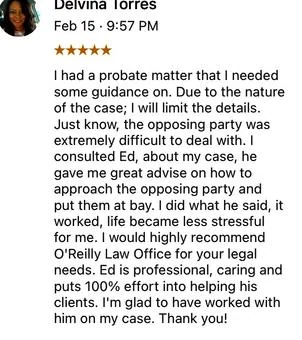 Delvina Torres
Feb 15 · 9:57 PM
★★★★★
I had a probate matter that I needed
some guidance on. Due to the nature
of the case; I will limit the details.
Just know, the opposing party was
extremely difficult to deal with. I
consulted Ed, about my case, he
gave me great advise on how to
approach the opposing party and
put them at bay. I did what he said, it
worked, life became less stressful
for me. I would highly recommend
O'Reilly Law Office for your legal
needs. Ed is professional, caring and
puts 100% effort into helping his
clients. I'm glad to have worked with
him on my case. Thank you!